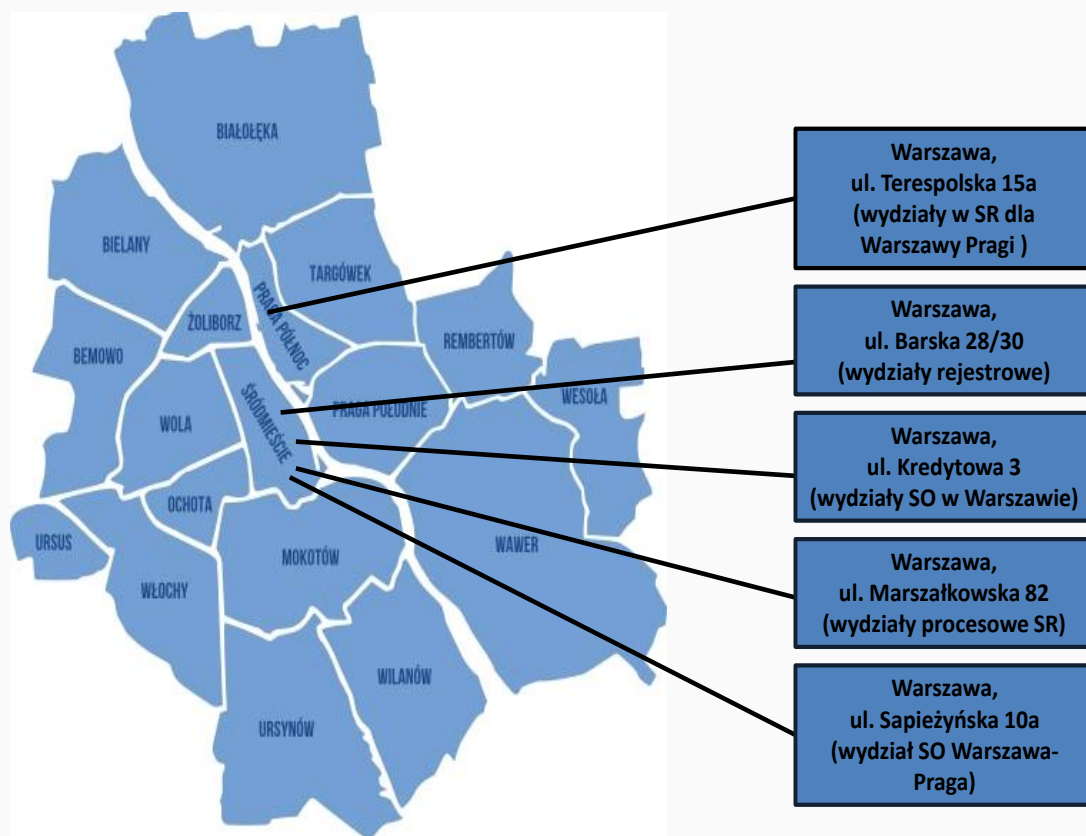 BIAŁOŁĘKA
BIELANY
TARGÓWEK
PRAGA PÓŁNOC
ŻOLIBORZ
REMBERTÓW
BEMOWO
WESOŁA
ŚRÓDMIEŚCIE
PRAGA POŁUDNIE
WOLA
OCHOTA
URSUS
MOKOTÓW
WAWER
WŁOCHY
WILANÓW
URSYNÓW
Warszawa,
ul. Terespolska 15a
(wydziały w SR dla
Warszawy Pragi )
Warszawa,
ul. Barska 28/30
(wydziały rejestrowe)
Warszawa,
ul. Kredytowa 3
(wydziały SO w Warszawie)
Warszawa,
ul. Marszałkowska 82
(wydziały procesowe SR)
Warszawa,
ul. Sapieżyńska 10a
(wydział SO Warszawa-
Praga)